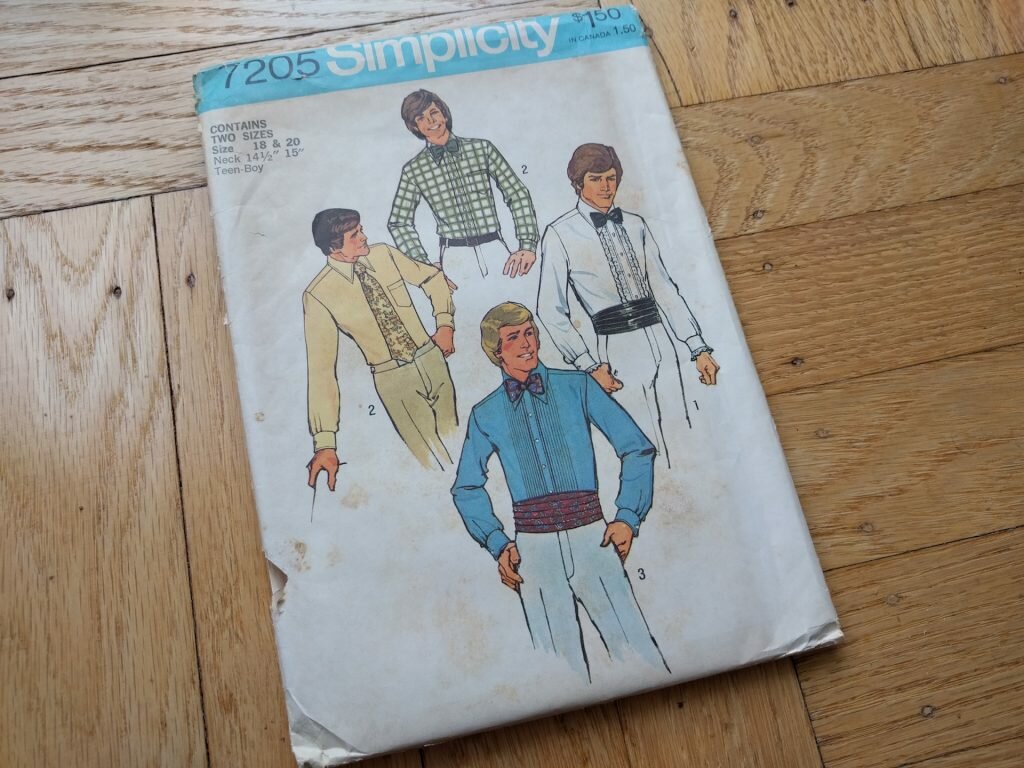 7205 Simplicity $1.50
IN CANADA 1.50
CONTAINS
TWO SIZES
Size 18 & 20
Neck 14½" 15"
Teen-Boy
2
2
1
3